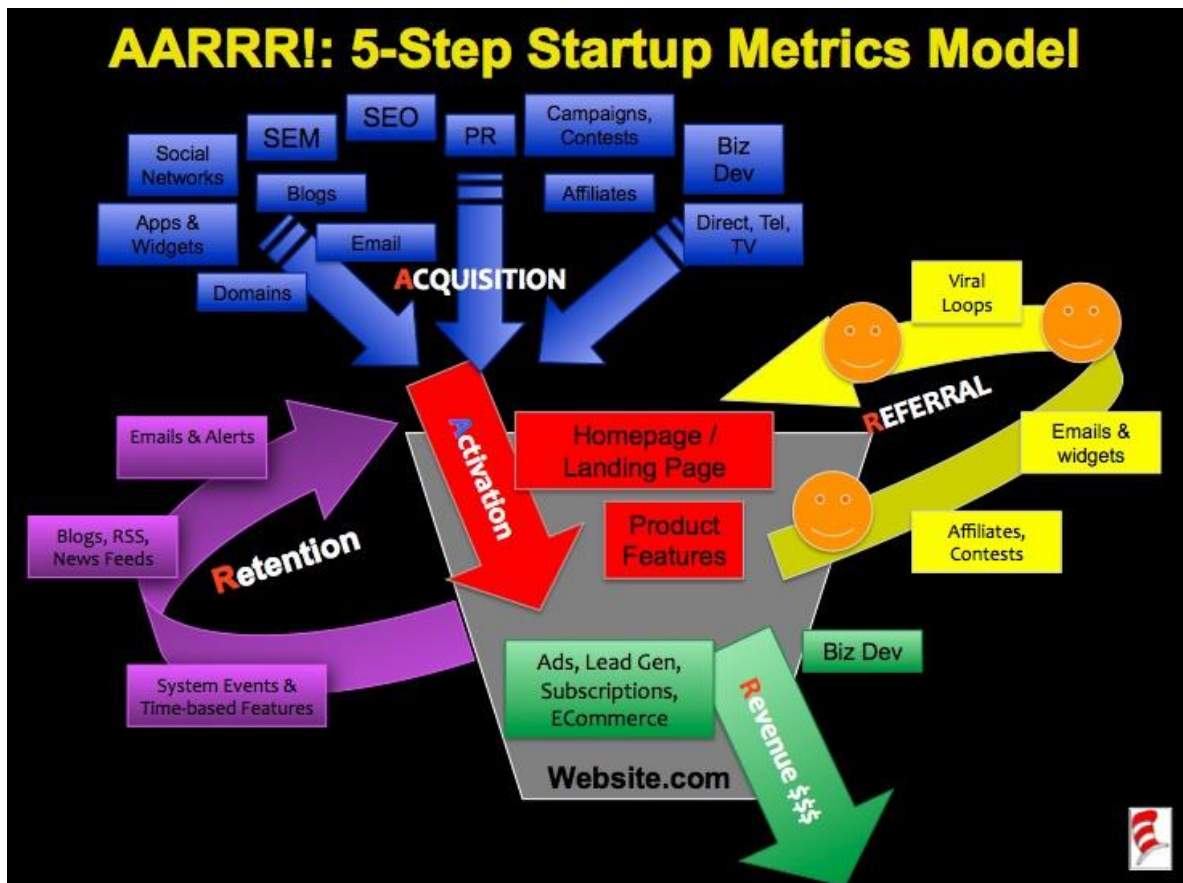 AARRR!: 5-Step Startup Metrics Model
SEO
SEM
PR
Campaigns,
Contests
Biz
Dev
Social
Networks
Blogs
Affiliates
Apps &
Widgets
Email
Direct, Tel,
TV
Domains
ACQUISITION
Viral
Loops
REFERRAL
Emails &
widgets
Affiliates,
Contests
Emails & Alerts
Blogs, RSS,
News Feeds
Retention
System Events &
Time-based Features
Activation
Homepage /
Landing Page
Product
Features
Ads, Lead Gen,
Subscriptions,
ECommerce
Biz Dev
Revenue $$$
Website.com